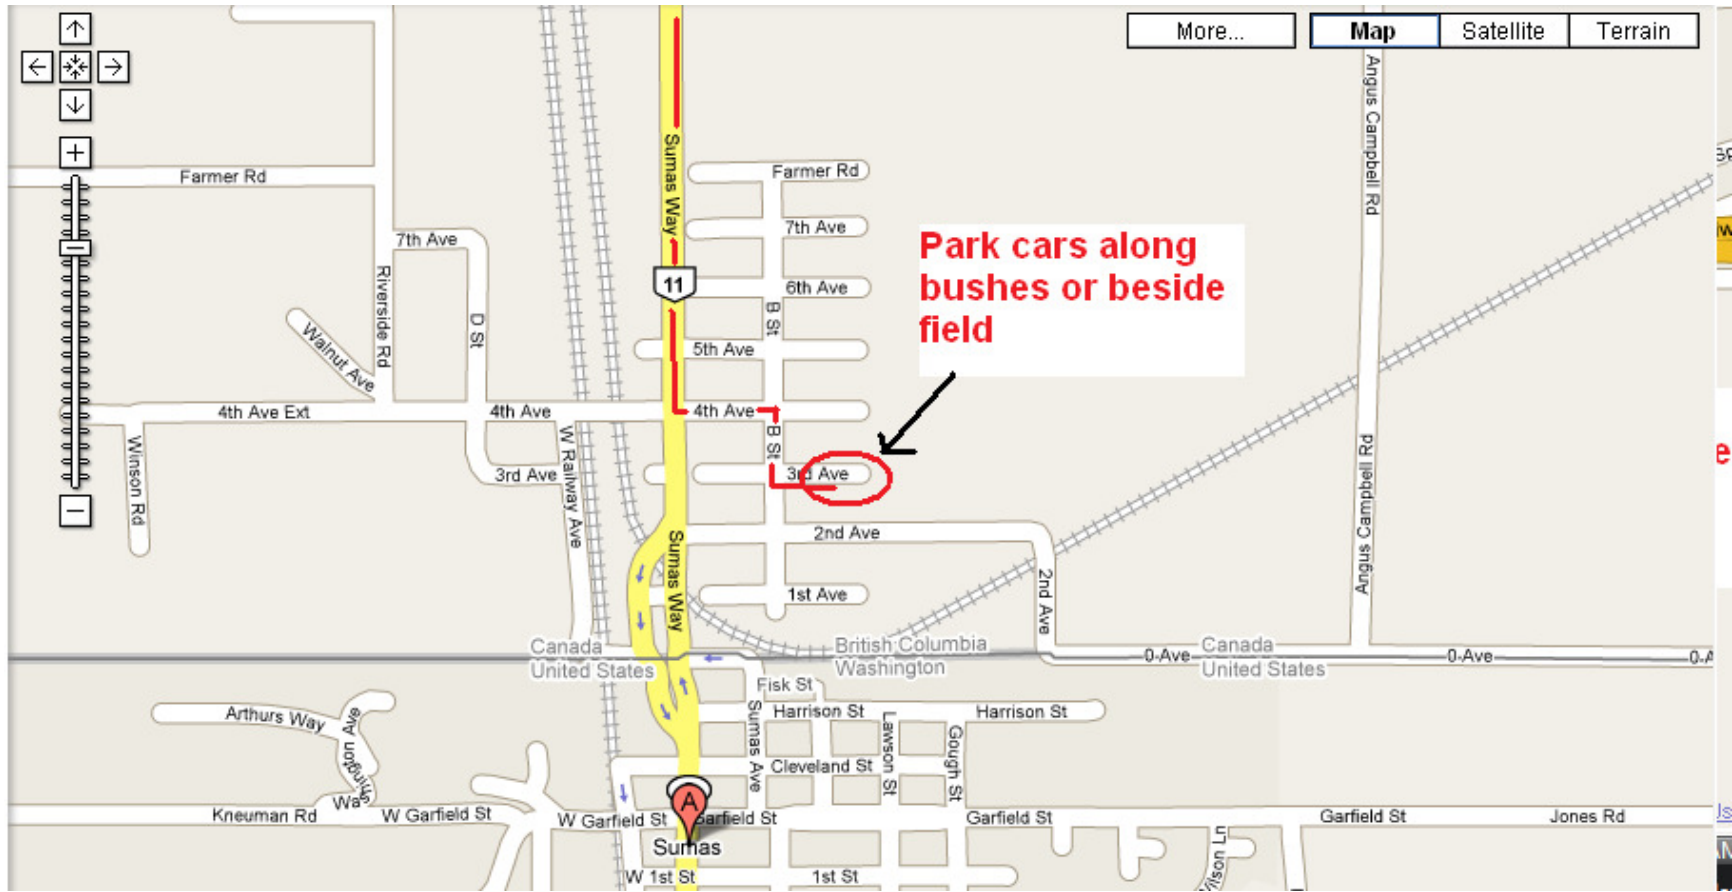 More...
Map
Satellite
Terrain
Angus Campbell Rd
Sumas Way
Farmer Rd
Farmer Rd
7th Ave
7th Ave
Park cars along
bushes or beside
field
11
6th Ave
Riverside Rd
B St
D St
Walnut Ave
5th Ave
4th Ave Ext
4th Ave
4th Ave
B St
W Railway Ave
Winson Rd
3rd Ave
3rd Ave
Angus Campbell Rd
e
Sumas Way
2nd Ave
2nd Ave
1st Ave
Canada
United States
British Columbia
Washington
0 Ave
Canada
United States
0 Ave
Fisk St
Arthurs Way
Sumas Ave
Harrison St
Lawson St
Harrison St
Gough St
Cleveland St
A
Kneuman Rd
W Garfield St
W Garfield St
Garfield St
Garfield St
Garfield St
Jones Rd
Sumas
W 1st St
1st St